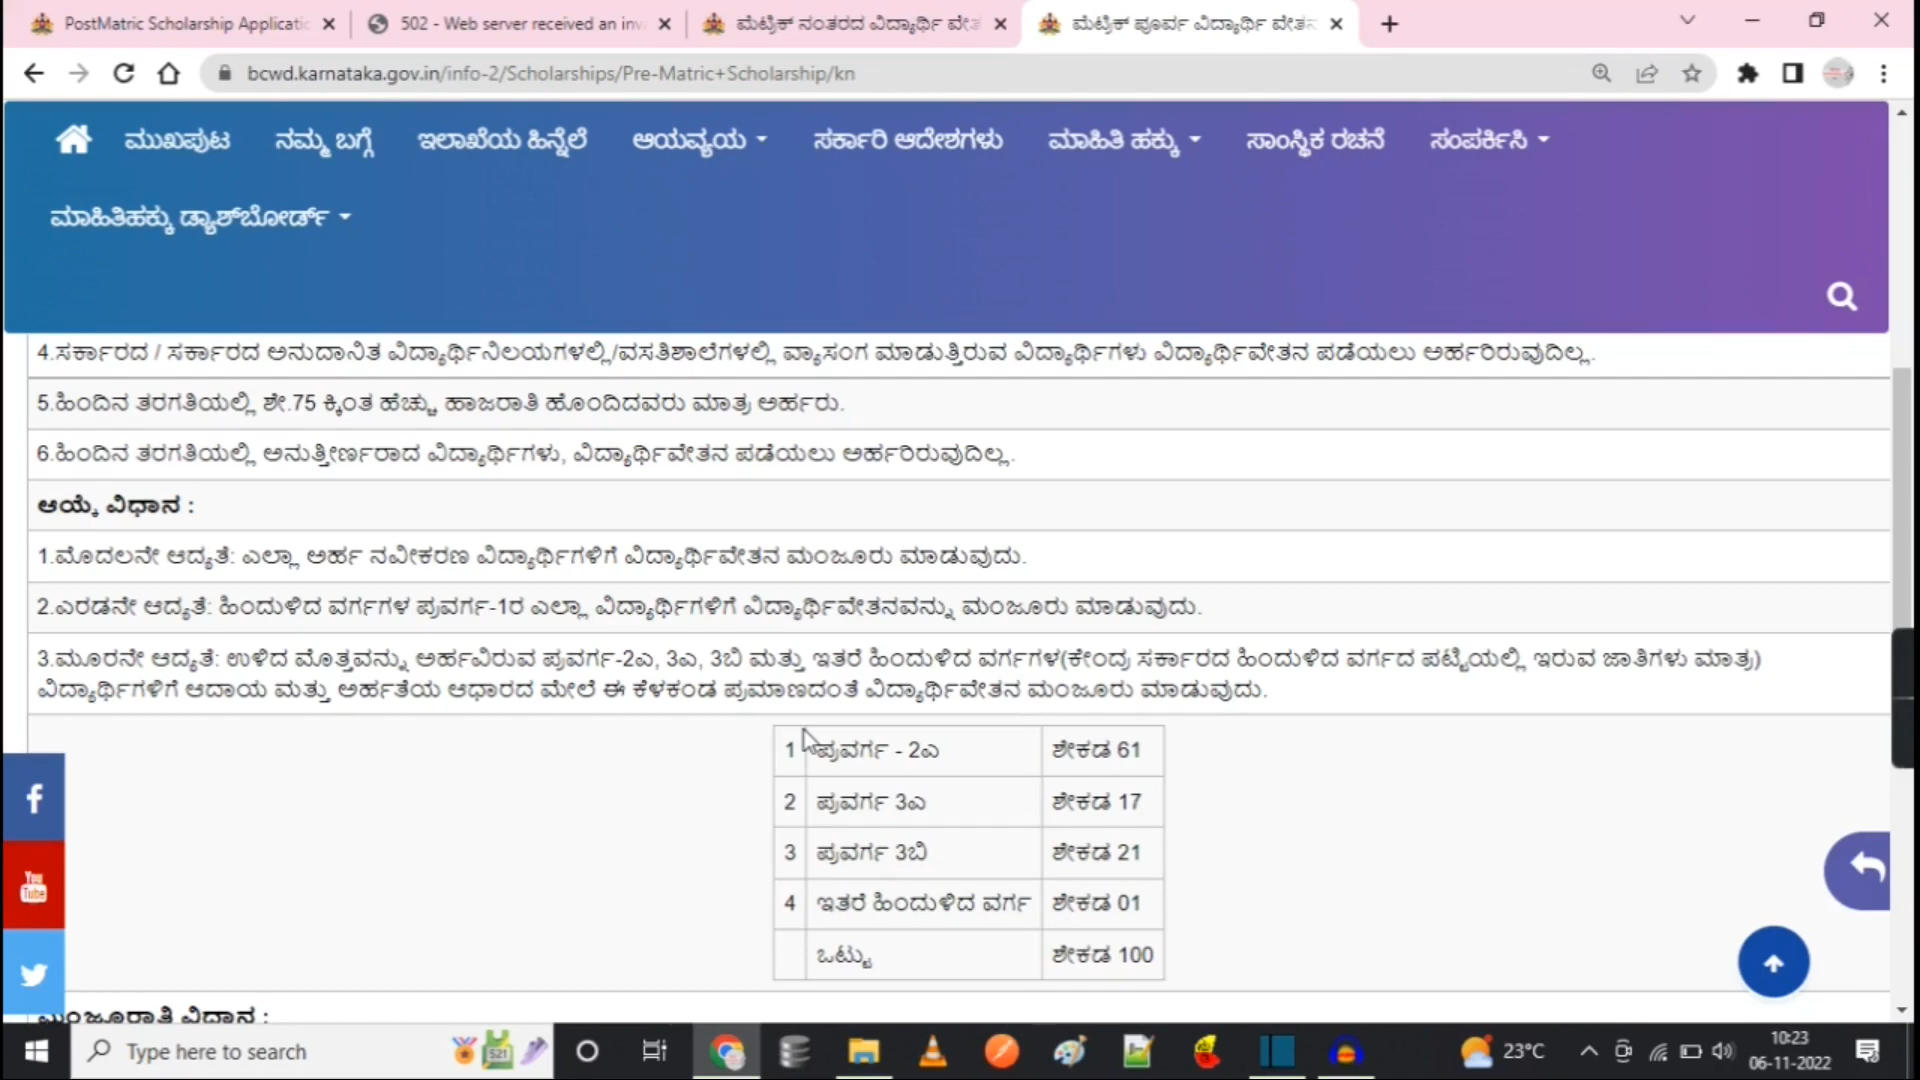 PostMatric Scholarship Applicatio
502 - Web server received an inv
ಮೆಟ್ರಿಕ್ ನಂತರದ ವಿದ್ಯಾರ್ಥಿ ವೇತ
ಮೆಟ್ರಿಕ್ ಪೂರ್ವ ವಿದ್ಯಾರ್ಥಿ ವೇತನ
bcwd.karnataka.gov.in/info-2/Scholarships/Pre-Matric+Scholarship/kn
ಮುಖಪುಟ ನಮ್ಮ ಬಗ್ಗೆ ಇಲಾಖೆಯ ಹಿನ್ನೆಲೆ ಆಯವ್ಯಯ ಸರ್ಕಾರಿ ಆದೇಶಗಳು ಮಾಹಿತಿ ಹಕ್ಕು ಸಾಂಸ್ಥಿಕ ರಚನೆ ಸಂಪರ್ಕಿಸಿ
ಮಾಹಿತಿಹಕ್ಕು ಡ್ಯಾಶ್‌ಬೋರ್ಡ್
4.ಸರ್ಕಾರದ / ಸರ್ಕಾರದ ಅನುದಾನಿತ ವಿದ್ಯಾರ್ಥಿನಿಲಯಗಳಲ್ಲಿ/ವಸತಿಶಾಲೆಗಳಲ್ಲಿ ವ್ಯಾಸಂಗ ಮಾಡುತ್ತಿರುವ ವಿದ್ಯಾರ್ಥಿಗಳು ವಿದ್ಯಾರ್ಥಿವೇತನ ಪಡೆಯಲು ಅರ್ಹರಿರುವುದಿಲ್ಲ.
5.ಹಿಂದಿನ ತರಗತಿಯಲ್ಲಿ ಶೇ.75 ಕ್ಕಿಂತ ಹೆಚ್ಚು ಹಾಜರಾತಿ ಹೊಂದಿದವರು ಮಾತ್ರ ಅರ್ಹರು.
6.ಹಿಂದಿನ ತರಗತಿಯಲ್ಲಿ ಅನುತ್ತೀರ್ಣರಾದ ವಿದ್ಯಾರ್ಥಿಗಳು, ವಿದ್ಯಾರ್ಥಿವೇತನ ಪಡೆಯಲು ಅರ್ಹರಿರುವುದಿಲ್ಲ.
ಆಯ್ಕೆ ವಿಧಾನ :
1.ಮೊದಲನೇ ಆದ್ಯತೆ: ಎಲ್ಲಾ ಅರ್ಹ ನವೀಕರಣ ವಿದ್ಯಾರ್ಥಿಗಳಿಗೆ ವಿದ್ಯಾರ್ಥಿವೇತನ ಮಂಜೂರು ಮಾಡುವುದು.
2.ಎರಡನೇ ಆದ್ಯತೆ: ಹಿಂದುಳಿದ ವರ್ಗಗಳ ಪ್ರವರ್ಗ-1ರ ಎಲ್ಲಾ ವಿದ್ಯಾರ್ಥಿಗಳಿಗೆ ವಿದ್ಯಾರ್ಥಿವೇತನವನ್ನು ಮಂಜೂರು ಮಾಡುವುದು.
3.ಮೂರನೇ ಆದ್ಯತೆ: ಉಳಿದ ಮೊತ್ತವನ್ನು ಅರ್ಹವಿರುವ ಪ್ರವರ್ಗ-2ಎ, 3ಎ, 3ಬಿ ಮತ್ತು ಇತರೆ ಹಿಂದುಳಿದ ವರ್ಗಗಳ(ಕೇಂದ್ರ ಸರ್ಕಾರದ ಹಿಂದುಳಿದ ವರ್ಗದ ಪಟ್ಟಿಯಲ್ಲಿ ಇರುವ ಜಾತಿಗಳು ಮಾತ್ರ)
ವಿದ್ಯಾರ್ಥಿಗಳಿಗೆ ಆದಾಯ ಮತ್ತು ಅರ್ಹತೆಯ ಆಧಾರದ ಮೇಲೆ ಈ ಕೆಳಕಂಡ ಪ್ರಮಾಣದಂತೆ ವಿದ್ಯಾರ್ಥಿವೇತನ ಮಂಜೂರು ಮಾಡುವುದು.
1 ಪ್ರವರ್ಗ - 2ಎ ಶೇಕಡ 61
2 ಪ್ರವರ್ಗ 3ಎ ಶೇಕಡ 17
3 ಪ್ರವರ್ಗ 3ಬಿ ಶೇಕಡ 21
4 ಇತರೆ ಹಿಂದುಳಿದ ವರ್ಗ ಶೇಕಡ 01
ಒಟ್ಟು ಶೇಕಡ 100
You
Tube
ಮಂಜೂರಾತಿ ವಿಧಾನ :
Type here to search
521
23°C
10:23
06-11-2022